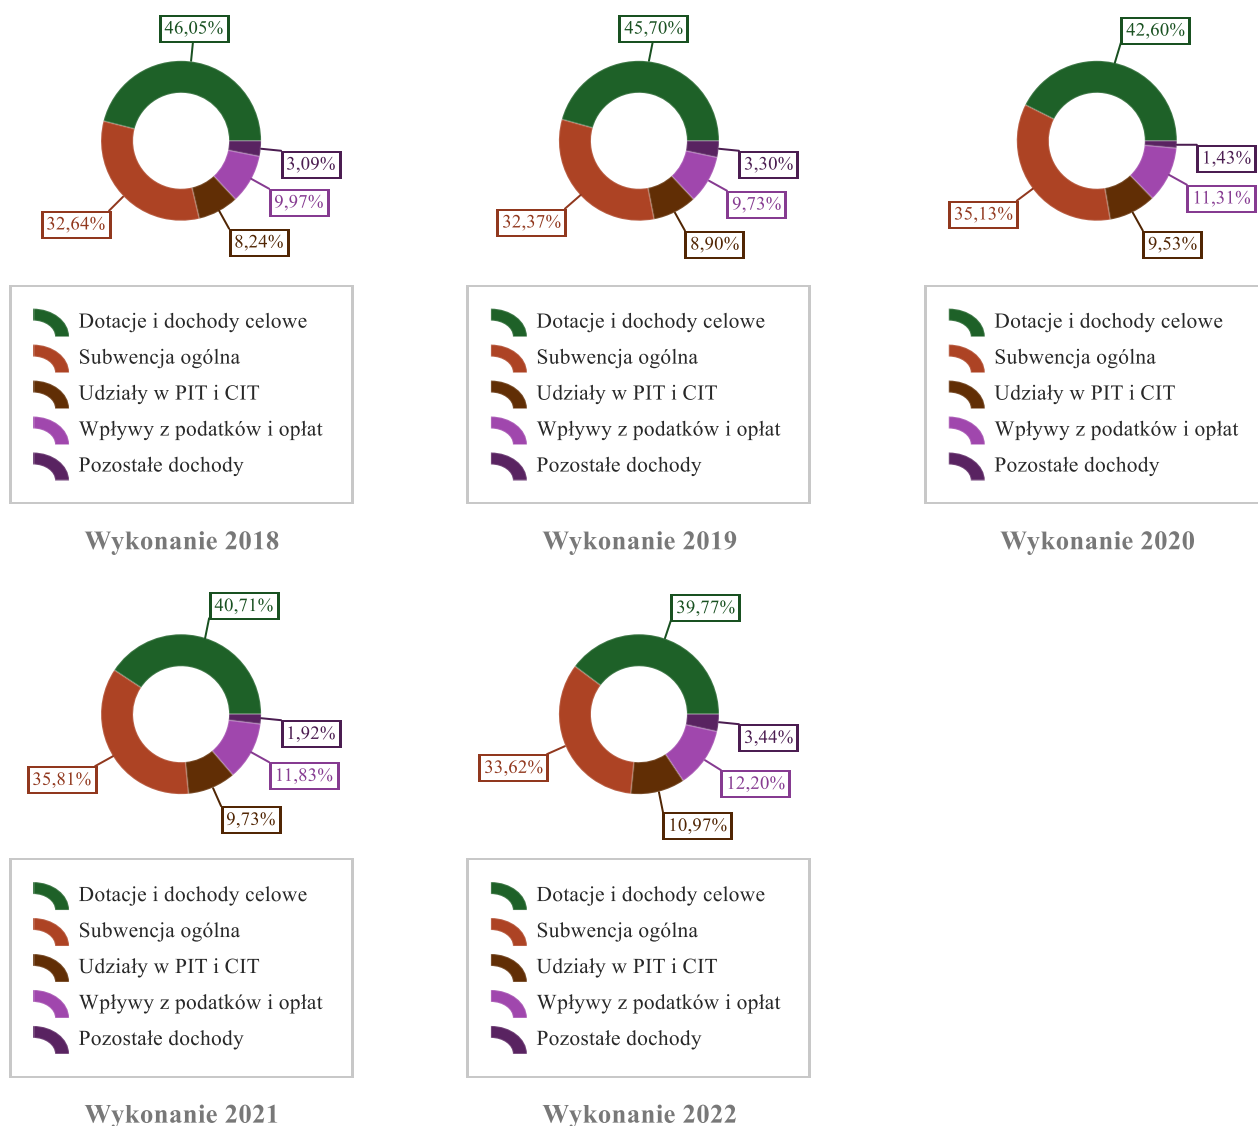 46,05%
3,09%
9,97%
8,24%
32,64%
Dotacje i dochody celowe
Subwencja ogólna
Udziały w PIT i CIT
Wpływy z podatków i opłat
Pozostałe dochody
Wykonanie 2018
45,70%
3,30%
9,73%
8,90%
32,37%
Dotacje i dochody celowe
Subwencja ogólna
Udziały w PIT i CIT
Wpływy z podatków i opłat
Pozostałe dochody
Wykonanie 2019
42,60%
1,43%
11,31%
9,53%
35,13%
Dotacje i dochody celowe
Subwencja ogólna
Udziały w PIT i CIT
Wpływy z podatków i opłat
Pozostałe dochody
Wykonanie 2020
40,71%
1,92%
11,83%
9,73%
35,81%
Dotacje i dochody celowe
Subwencja ogólna
Udziały w PIT i CIT
Wpływy z podatków i opłat
Pozostałe dochody
Wykonanie 2021
39,77%
3,44%
12,20%
10,97%
33,62%
Dotacje i dochody celowe
Subwencja ogólna
Udziały w PIT i CIT
Wpływy z podatków i opłat
Pozostałe dochody
Wykonanie 2022